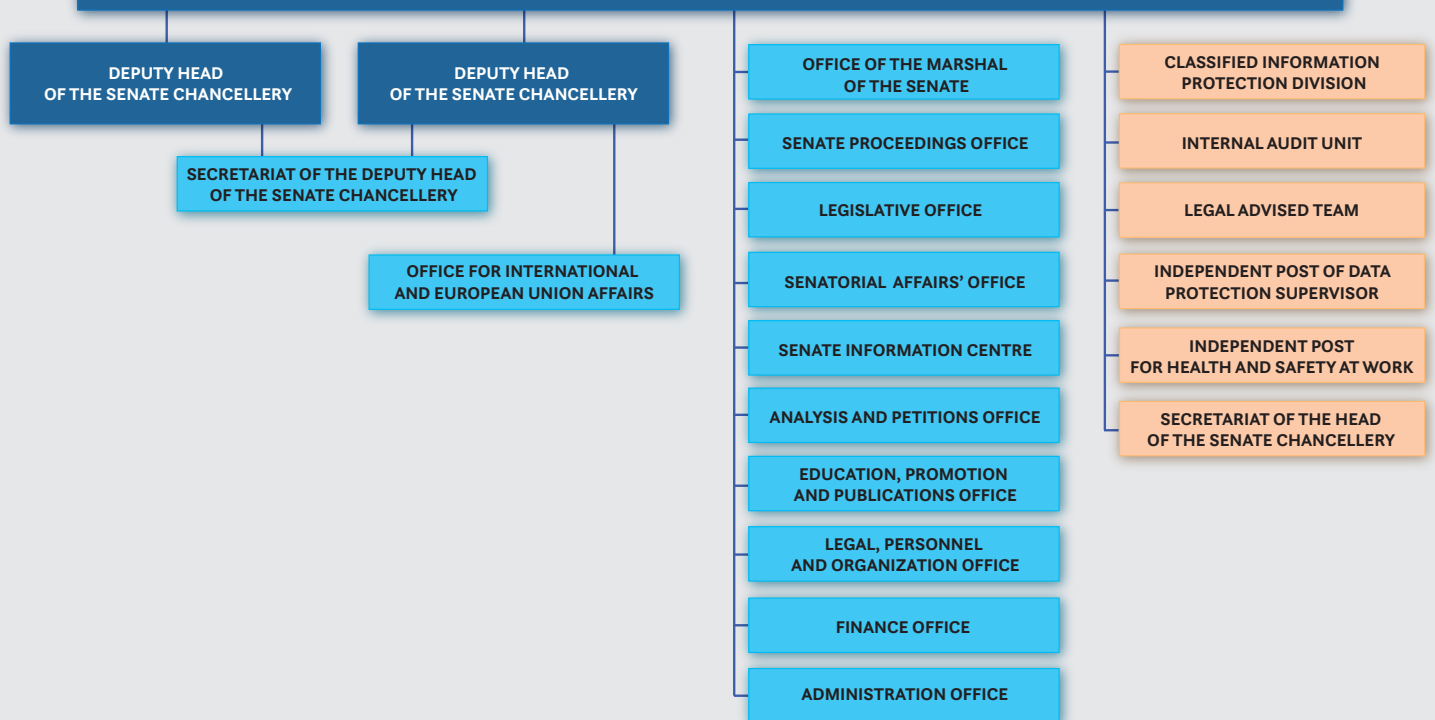 DEPUTY HEAD
OF THE SENATE CHANCELLERY
DEPUTY HEAD
OF THE SENATE CHANCELLERY
SECRETARIAT OF THE DEPUTY HEAD
OF THE SENATE CHANCELLERY
OFFICE FOR INTERNATIONAL
AND EUROPEAN UNION AFFAIRS
OFFICE OF THE MARSHAL
OF THE SENATE
SENATE PROCEEDINGS OFFICE
LEGISLATIVE OFFICE
SENATORIAL AFFAIRS’ OFFICE
SENATE INFORMATION CENTRE
ANALYSIS AND PETITIONS OFFICE
EDUCATION, PROMOTION
AND PUBLICATIONS OFFICE
LEGAL, PERSONNEL
AND ORGANIZATION OFFICE
FINANCE OFFICE
ADMINISTRATION OFFICE
CLASSIFIED INFORMATION
PROTECTION DIVISION
INTERNAL AUDIT UNIT
LEGAL ADVISED TEAM
INDEPENDENT POST OF DATA
PROTECTION SUPERVISOR
INDEPENDENT POST
FOR HEALTH AND SAFETY AT WORK
SECRETARIAT OF THE HEAD
OF THE SENATE CHANCELLERY